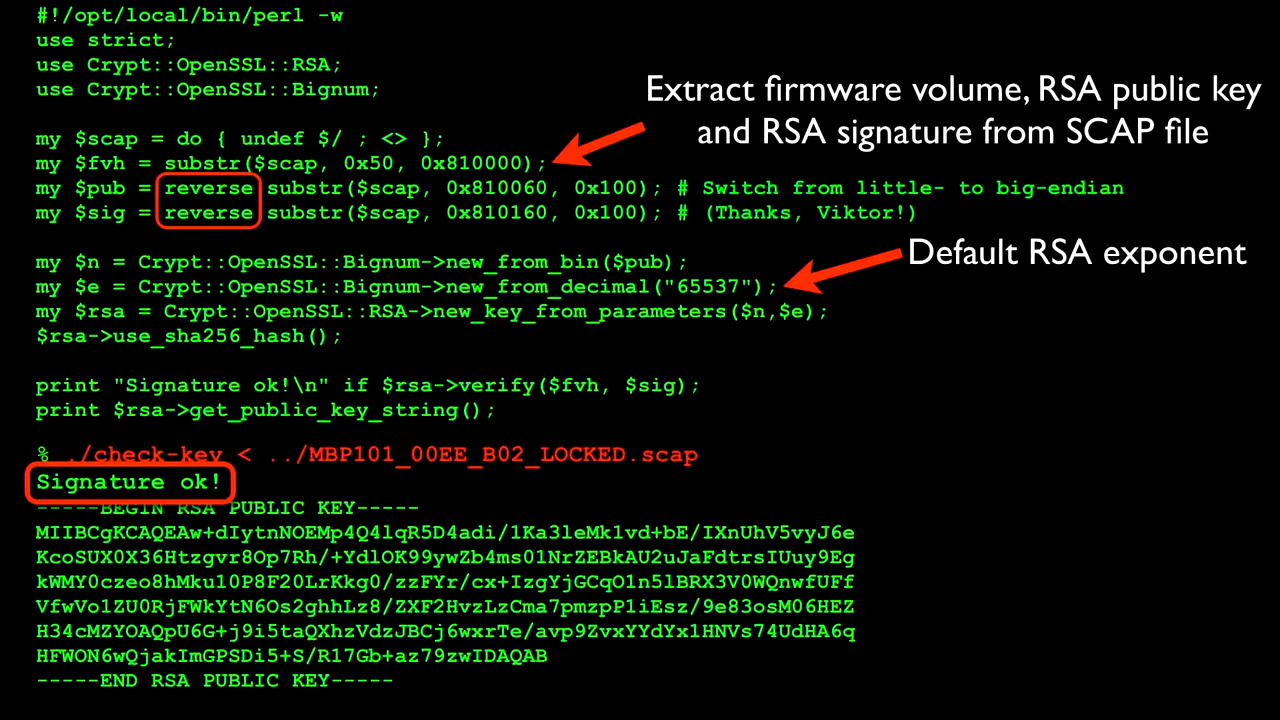 #!/opt/local/bin/perl -w
use strict;
use Crypt::OpenSSL::RSA;
use Crypt::OpenSSL::Bignum;
Extract firmware volume, RSA public key
and RSA signature from SCAP file
my $scap = do { undef $/ ; <> };
my $fvh = substr($scap, 0x50, 0x810000);
my $pub = reverse substr($scap, 0x810060, 0x100); # Switch from little- to big-endian
my $sig = reverse substr($scap, 0x810160, 0x100); # (Thanks, Viktor!)
Default RSA exponent
my $n = Crypt::OpenSSL::Bignum->new_from_bin($pub);
my $e = Crypt::OpenSSL::Bignum->new_from_decimal("65537");
my $rsa = Crypt::OpenSSL::RSA->new_key_from_parameters($n,$e);
$rsa->use_sha256_hash();
print "Signature ok!\n" if $rsa->verify($fvh, $sig);
print $rsa->get_public_key_string();
% ./check-key < ../MBP101_00EE_B02_LOCKED.scap
Signature ok!
-----BEGIN RSA PUBLIC KEY-----
MIIBCgKCAQEAw+dIytnNOEMp4Q4lqR5D4adi/1Ka3leMk1vd+bE/IXnUhV5vyJ6e
KcoSUX0X36Htzgvr8Op7Rh/+YdlOK99ywZb4ms01NrZEBkAU2uJaFdtrsIUuy9Eg
kWMY0czeo8hMku10P8F20LrKkg0/zzFYr/cx+IzgYjGCqO1n5lBRX3V0WQnwfUFf
VfwVo1ZU0RjFWkYtN6Os2ghhLz8/ZXF2HvzLzCma7pmzpP1iEsz/9e83osM06HEZ
H34cMZYOAQpU6G+j9i5taQXhzVdzJBCj6wxrTe/avp9ZvxYYdYx1HNVs74UdHA6q
HFWON6wQjakImGPSDi5+S/R17Gb+az79zwIDAQAB
-----END RSA PUBLIC KEY-----